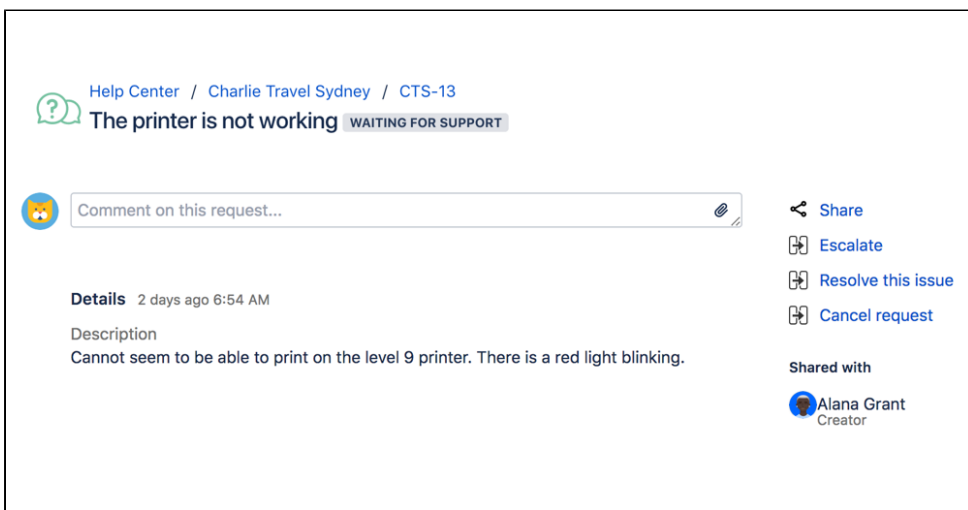 Help Center / Charlie Travel Sydney / CTS-13
The printer is not working WAITING FOR SUPPORT
Comment on this request...
Details 2 days ago 6:54 AM
Description
Cannot seem to be able to print on the level 9 printer. There is a red light blinking.
Share
Escalate
Resolve this issue
Cancel request
Shared with
Alana Grant
Creator